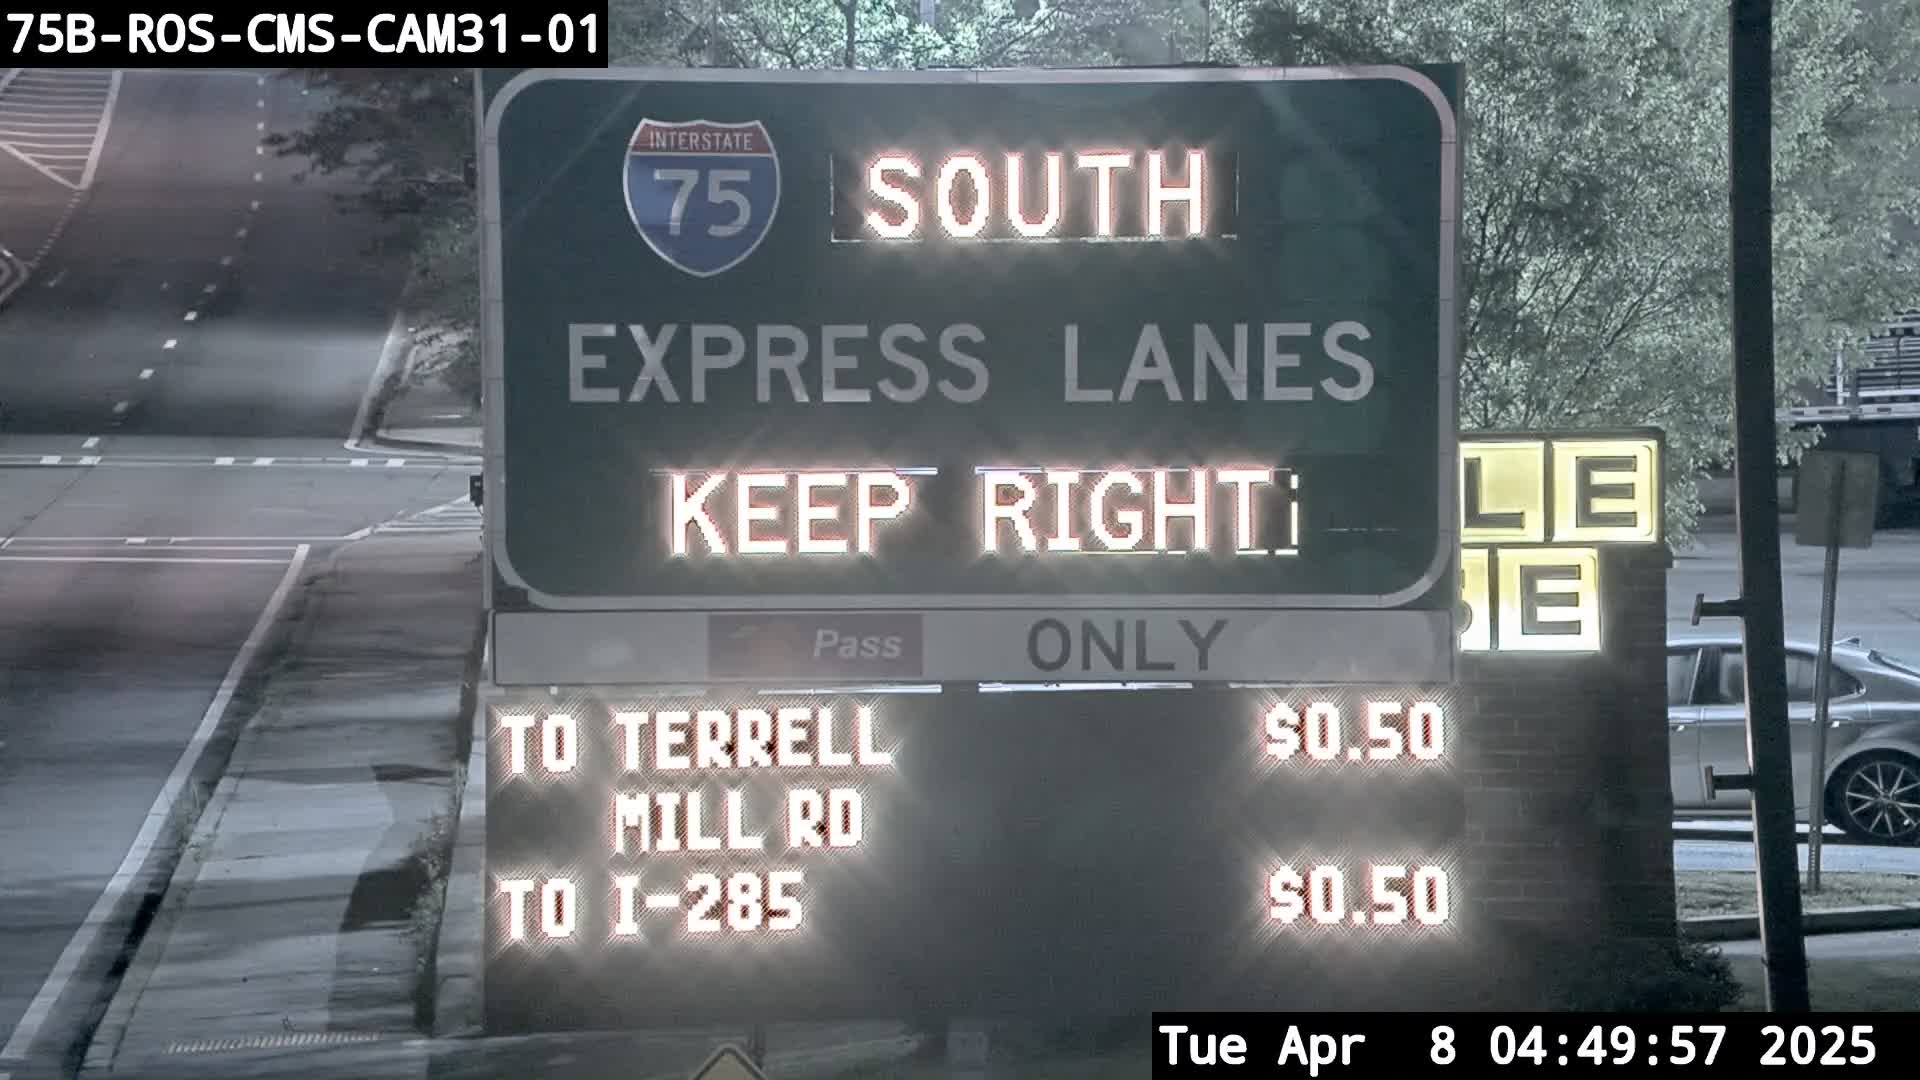 75B-ROS-CMS-CAM31-01
INTERSTATE
75
SOUTH
EXPRESS LANES
KEEP RIGHT
Pass ONLY
TO TERRELL $0.50
MILL RD
TO I-285 $0.50
LE
E
Tue Apr 8 04:49:57 2025